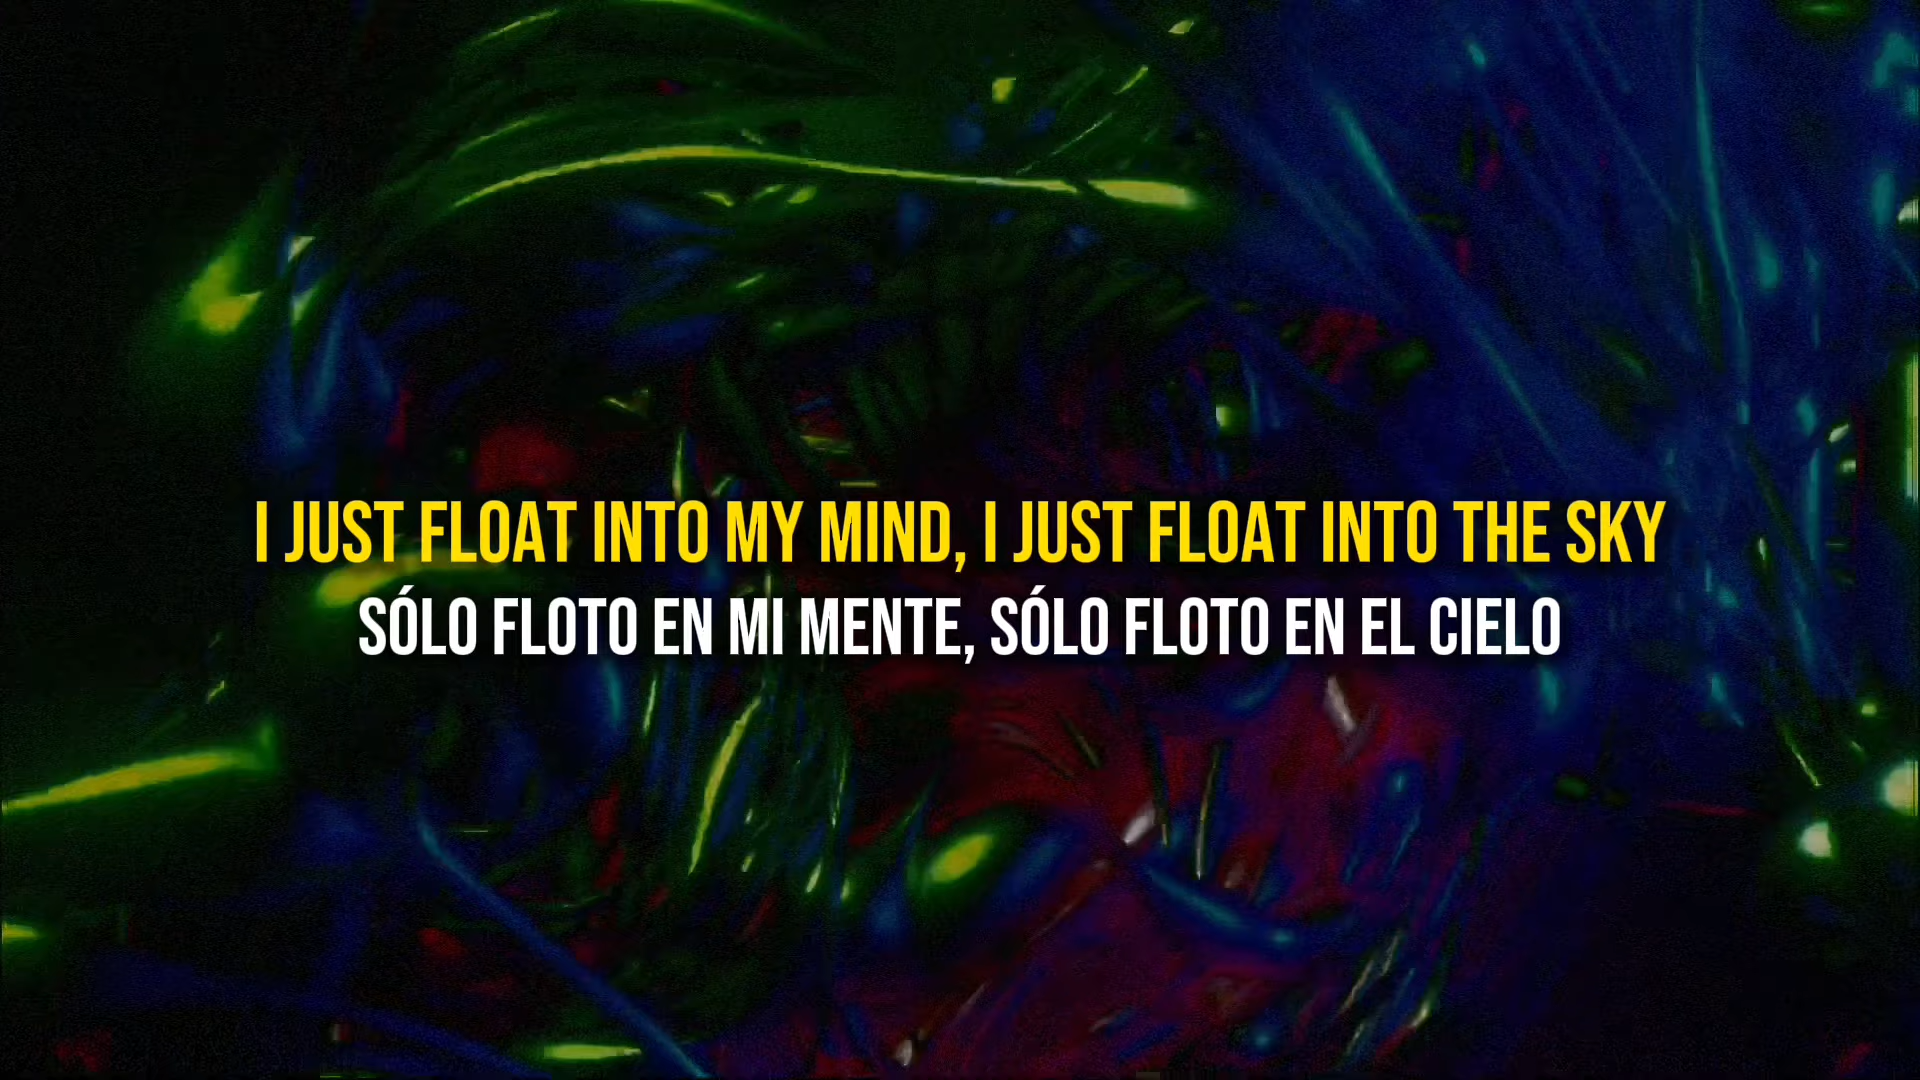 I JUST FLOAT INTO MY MIND, I JUST FLOAT INTO THE SKY
SÓLO FLOTO EN MI MENTE, SÓLO FLOTO EN EL CIELO